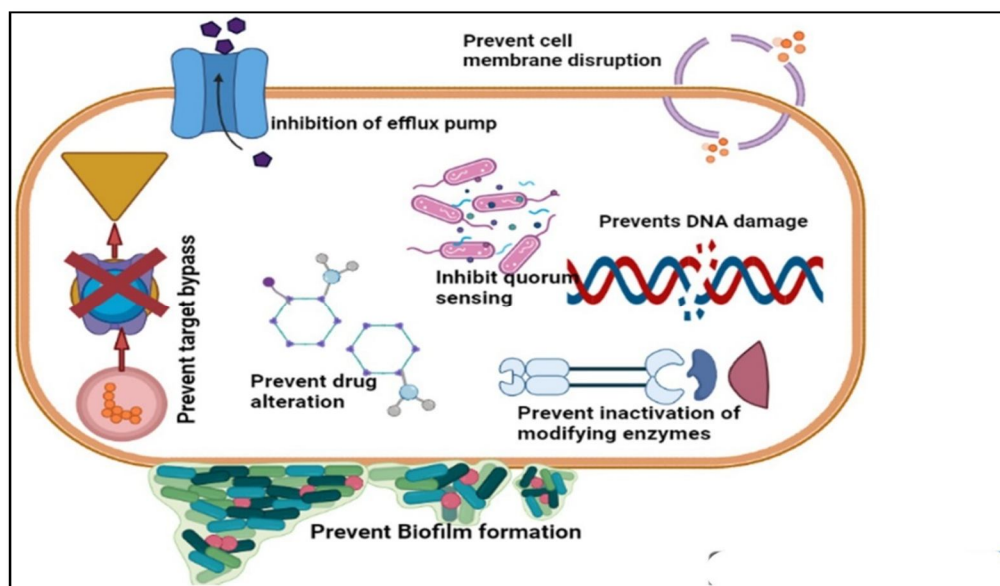 Prevent cell
membrane disruption
inhibition of efflux pump
Prevents DNA damage
Inhibit quorum
sensing
Prevent target bypass
Prevent drug
alteration
Prevent inactivation of
modifying enzymes
Prevent Biofilm formation